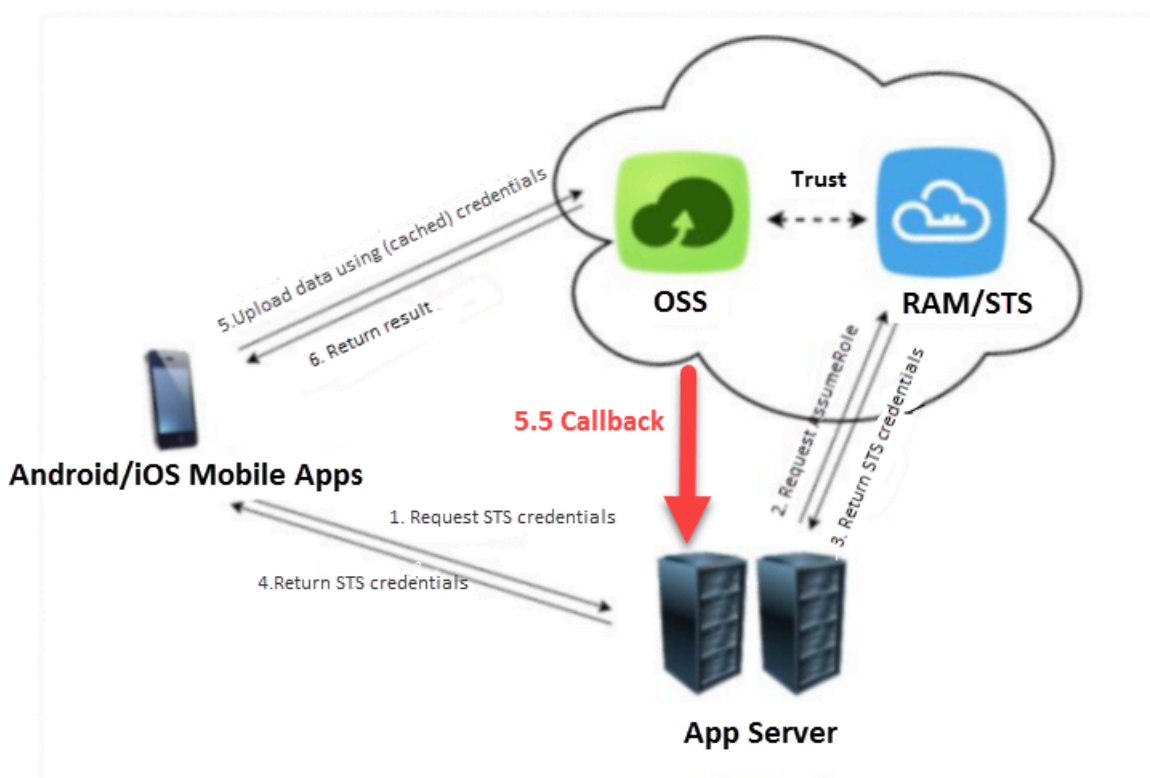 Trust
OSS
RAM/STS
5.Upload data using (cached) credentials
6. Return result
5.5 Callback
2. Request AssumeRole
3. Return STS credentials
Android/iOS Mobile Apps
1. Request STS credentials
4.Return STS credentials
App Server